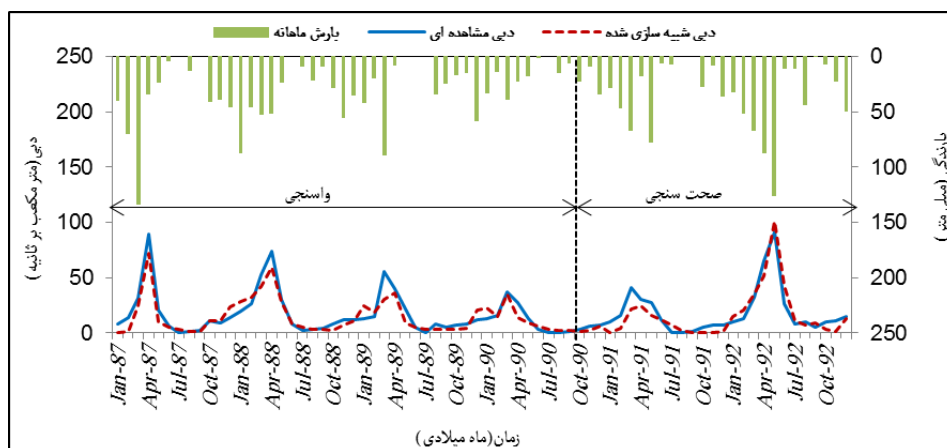 بارش ماهانه دبی مشاهده ای دبی شبیه سازی شده
250
200
150
100
50
0
دبی(متر مکعب بر ثانیه )
0
50
100
150
200
250
بارندگی (میلی متر)
واسنجی
صحت سنجی
Jan-87 Apr-87 Jul-87 Oct-87 Jan-88 Apr-88 Jul-88 Oct-88 Jan-89 Apr-89 Jul-89 Oct-89 Jan-90 Apr-90 Jul-90 Oct-90 Jan-91 Apr-91 Jul-91 Oct-91 Jan-92 Apr-92 Jul-92 Oct-92
زمان(ماه میلادی)